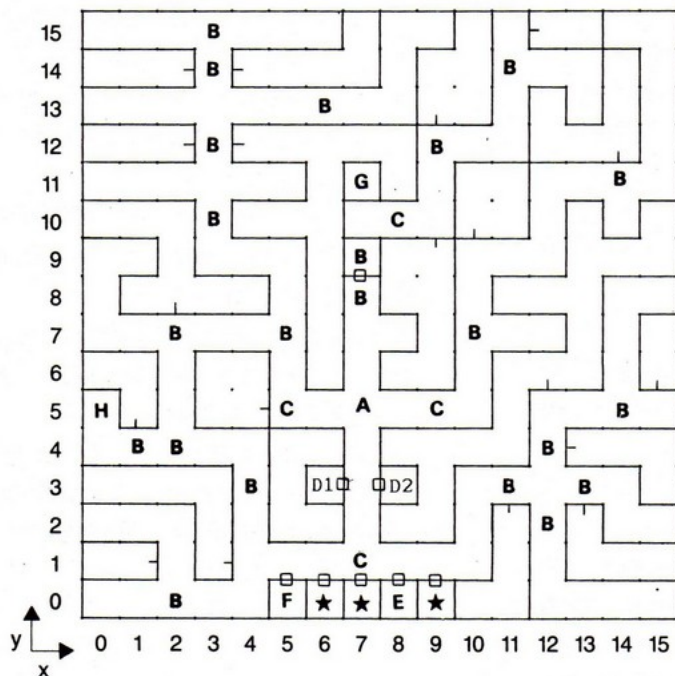 15 B
14 B B
13 B
12 B B
11 G B
10 B C
9 B
8 B
7 B B B
6
5 H C A C B
4 B B B
3 B D1 D2 B B
2 B
1 C
0 B F ★ ★ E ★
y
x 0 1 2 3 4 5 6 7 8 9 10 11 12 13 14 15